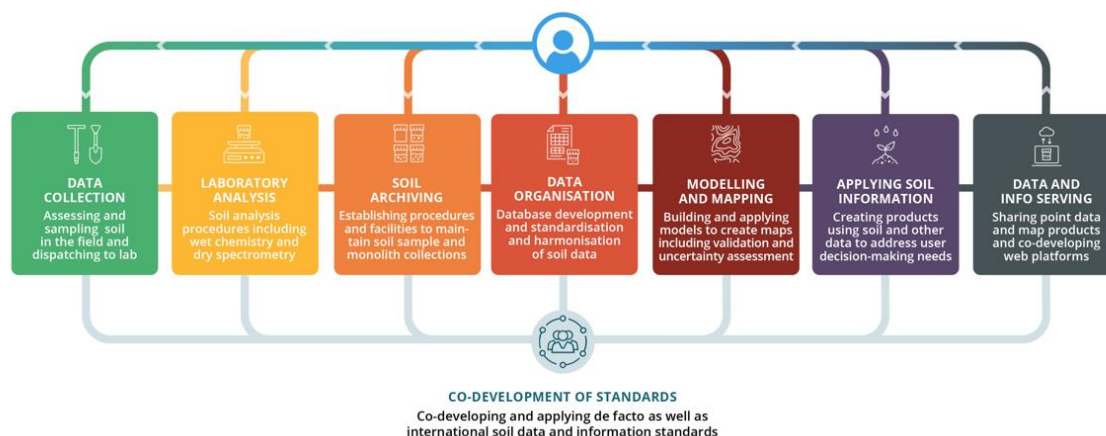 DATA
COLLECTION
Assessing and
sampling soil
in the field and
dispatching to lab
LABORATORY
ANALYSIS
Soil analysis
procedures including
wet chemistry and
dry spectrometry
SOIL
ARCHIVING
Establishing procedures
and facilities to main-
tain soil sample and
monolith collections
DATA
ORGANISATION
Database development
and standardisation
and harmonisation
of soil data
MODELLING
AND MAPPING
Building and applying
models to create maps
including validation and
uncertainty assessment
APPLYING SOIL
INFORMATION
Creating products
using soil and other
data to address user
decision-making needs
DATA AND
INFO SERVING
Sharing point data
and map products
and co-developing
web platforms
CO-DEVELOPMENT OF STANDARDS
Co-developing and applying de facto as well as
international soil data and information standards